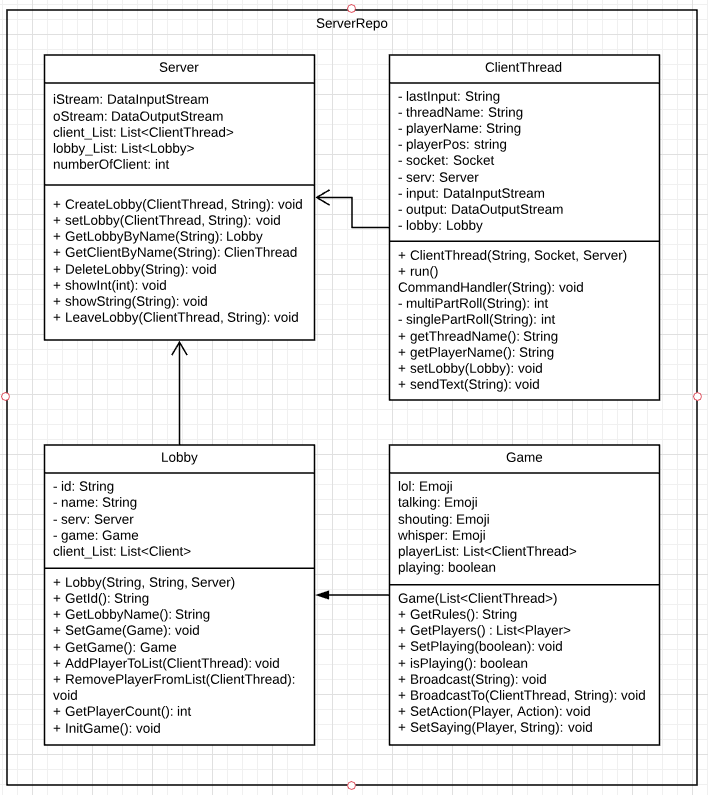 ServerRepo
Server
iStream: DataInputStream
oStream: DataOutputStream
client_List: List<ClientThread>
lobby_List: List<Lobby>
numberOfClient: int
+ CreateLobby(ClientThread, String): void
+ setLobby(ClientThread, String): void
+ GetLobbyByName(String): Lobby
+ GetClientByName(String): ClienThread
+ DeleteLobby(String): void
+ showInt(int): void
+ showString(String): void
+ LeaveLobby(ClientThread, String): void
ClientThread
- lastInput: String
- threadName: String
- playerName: String
- playerPos: string
- socket: Socket
- serv: Server
- input: DataInputStream
- output: DataOutputStream
- lobby: Lobby
+ ClientThread(String, Socket, Server)
+ run()
CommandHandler(String): void
- multiPartRoll(String): int
- singlePartRoll(String): int
+ getThreadName(): String
+ getPlayerName(): String
+ setLobby(Lobby): void
+ sendText(String): void
Lobby
- id: String
- name: String
- serv: Server
- game: Game
client_List: List<Client>
+ Lobby(String, String, Server)
+ GetId(): String
+ GetLobbyName(): String
+ SetGame(Game): void
+ GetGame(): Game
+ AddPlayerToList(ClientThread): void
+ RemovePlayerFromList(ClientThread):
void
+ GetPlayerCount(): int
+ InitGame(): void
Game
lol: Emoji
talking: Emoji
shouting: Emoji
whisper: Emoji
playerList: List<ClientThread>
playing: boolean
Game(List<ClientThread>)
+ GetRules(): String
+ GetPlayers() : List<Player>
+ SetPlaying(boolean): void
+ isPlaying(): boolean
+ Broadcast(String): void
+ BroadcastTo(ClientThread, String): void
+ SetAction(Player, Action): void
+ SetSaying(Player, String): void